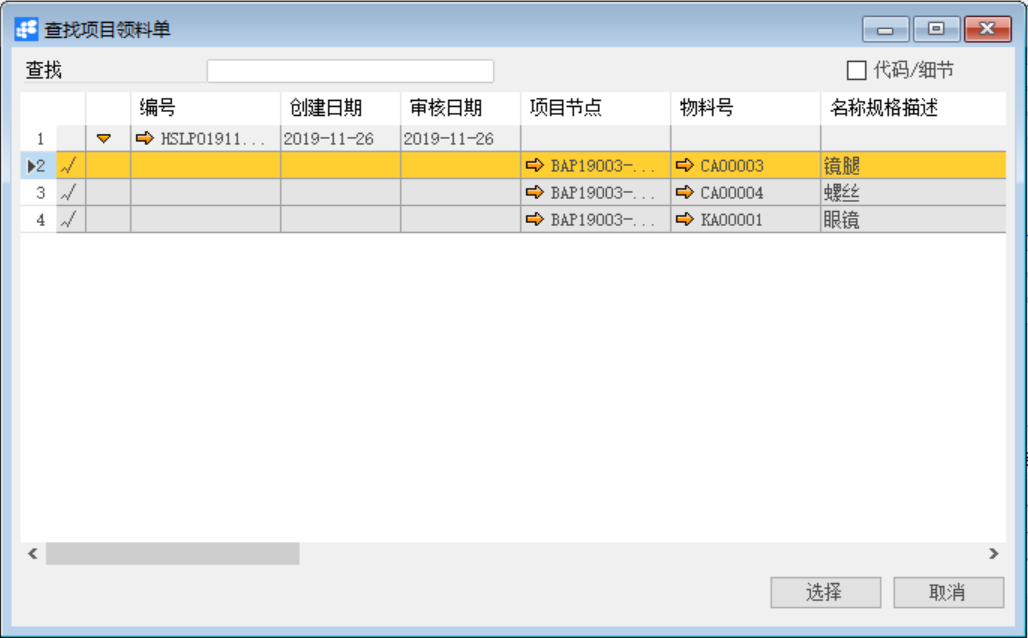 查找项目领料单
查找
代码/细节
编号 创建日期 审核日期 项目节点 物料号 名称规格描述
1 HSLP01911... 2019-11-26 2019-11-26
2 BAP19003-... CA00003 镜腿
3 BAP19003-... CA00004 螺丝
4 BAP19003-... KA00001 眼镜
选择 取消